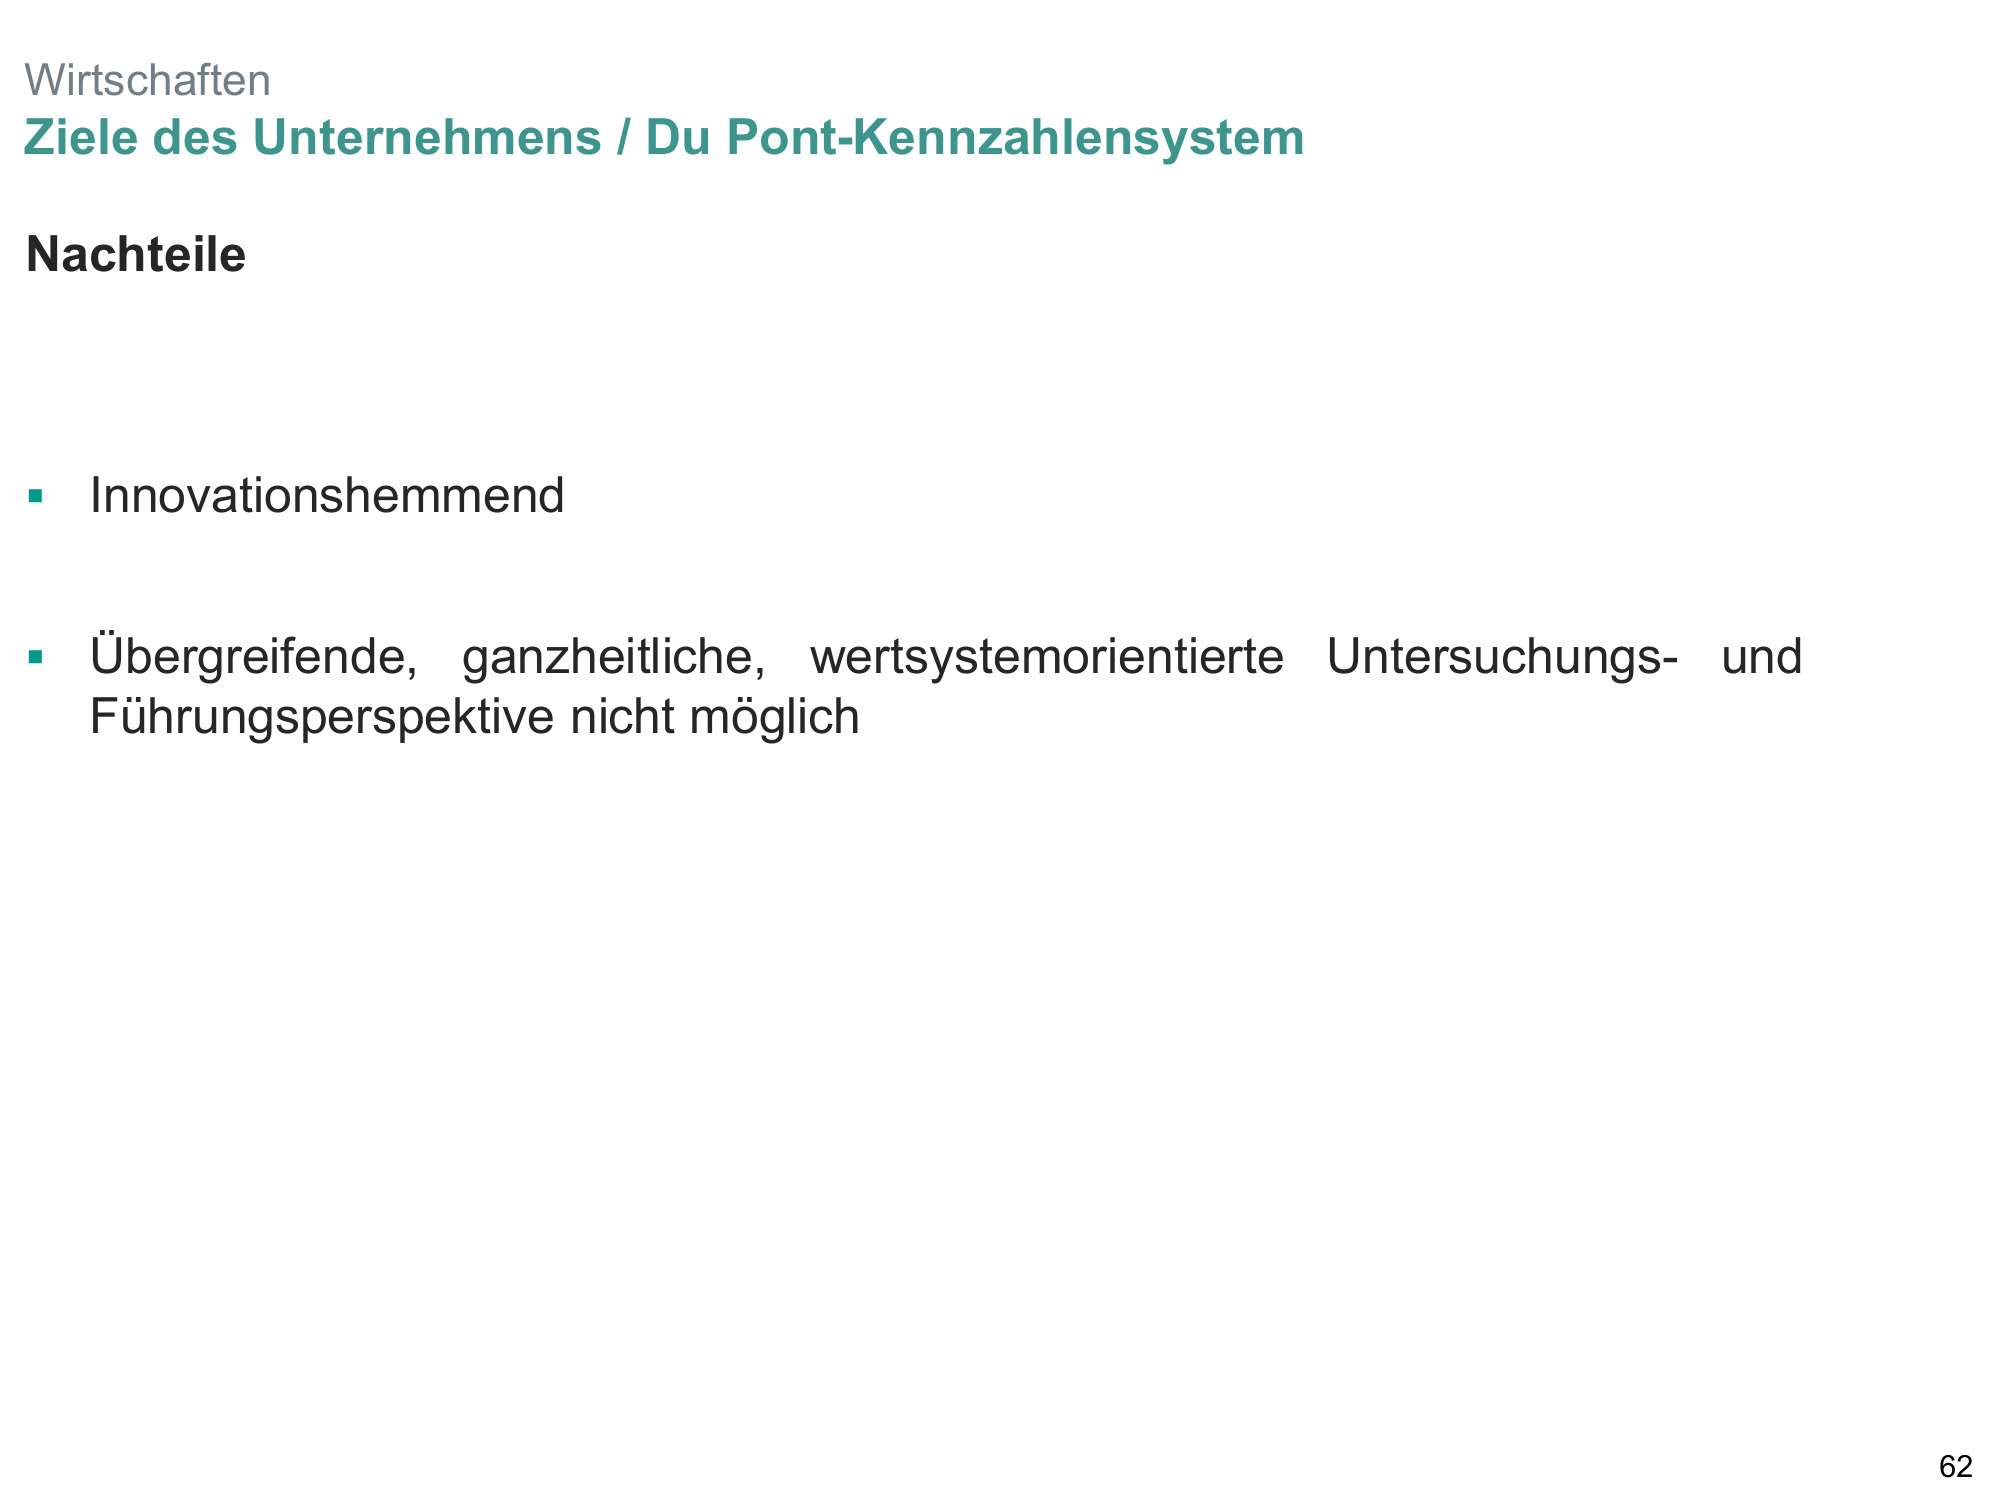 Wirtschaften
Ziele des Unternehmens / Du Pont-Kennzahlensystem
Nachteile
▪ Innovationshemmend
▪ Übergreifende, ganzheitliche, wertsystemorientierte Untersuchungs- und
Führungsperspektive nicht möglich
62